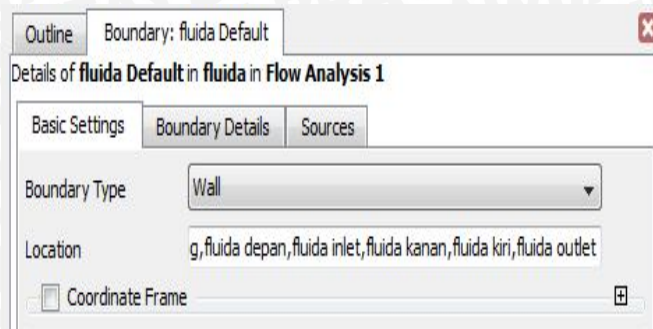 Outline Boundary: fluida Default
Details of fluida Default in fluida in Flow Analysis 1
Basic Settings Boundary Details Sources
Boundary Type Wall
Location g,fluida depan,fluida inlet,fluida kanan,fluida kiri,fluida outlet
Coordinate Frame